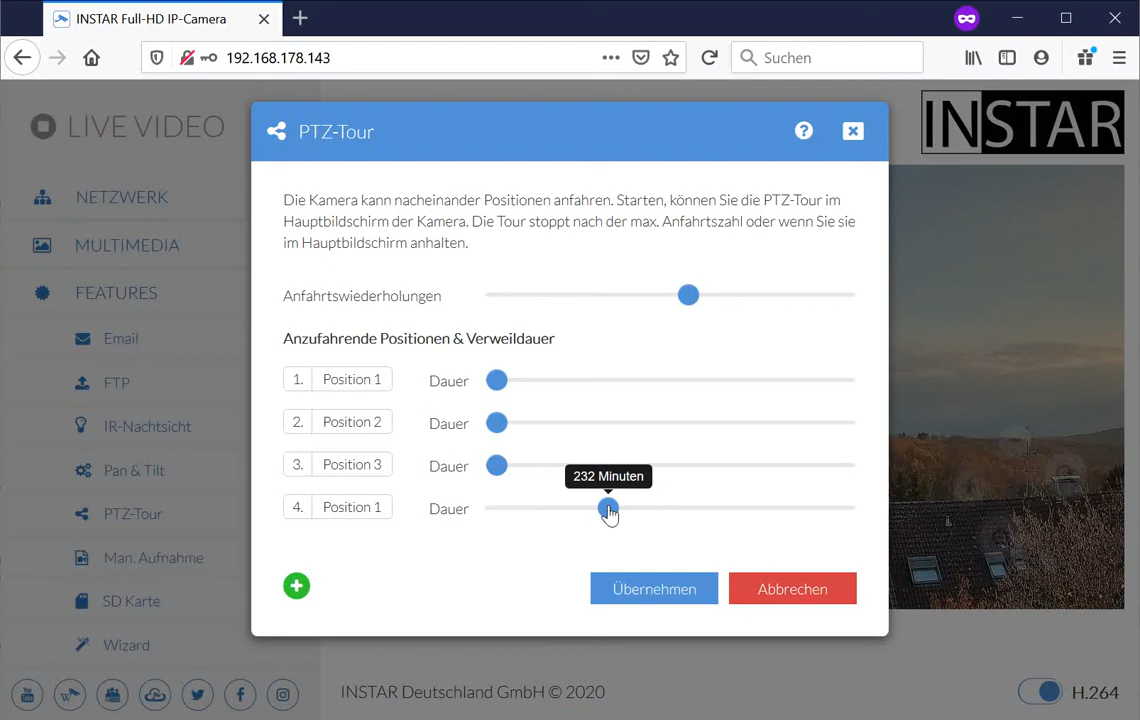 INSTAR Full-HD IP-Camera
192.168.178.143
Suchen
LIVE VIDEO
INSTAR
NETZWERK
MULTIMEDIA
FEATURES
Email
FTP
IR-Nachtsicht
Pan & Tilt
PTZ-Tour
Man. Aufnahme
SD Karte
Wizard
PTZ-Tour
Die Kamera kann nacheinander Positionen anfahren. Starten, können Sie die PTZ-Tour im
Hauptbildschirm der Kamera. Die Tour stoppt nach der max. Anfahrtszahl oder wenn Sie sie
im Hauptbildschirm anhalten.
Anfahrtswiederholungen
Anzufahrende Positionen & Verweildauer
1. Position 1 Dauer
2. Position 2 Dauer
3. Position 3 Dauer
232 Minuten
4. Position 1 Dauer
Übernehmen Abbrechen
INSTAR Deutschland GmbH © 2020
H.264